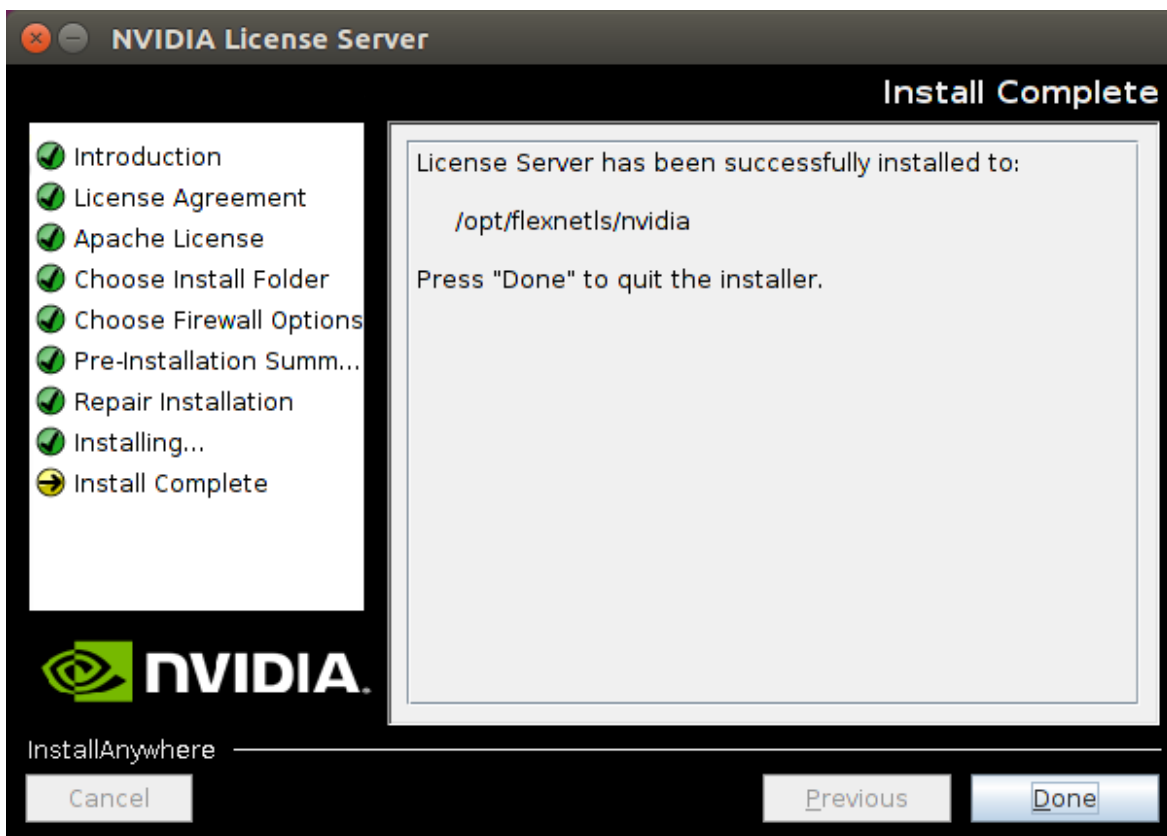 NVIDIA License Server
Install Complete
Introduction
License Agreement
Apache License
Choose Install Folder
Choose Firewall Options
Pre-Installation Summ...
Repair Installation
Installing...
Install Complete
License Server has been successfully installed to:
/opt/flexnetls/nvidia
Press "Done" to quit the installer.
NVIDIA.
InstallAnywhere
Cancel
Previous
Done